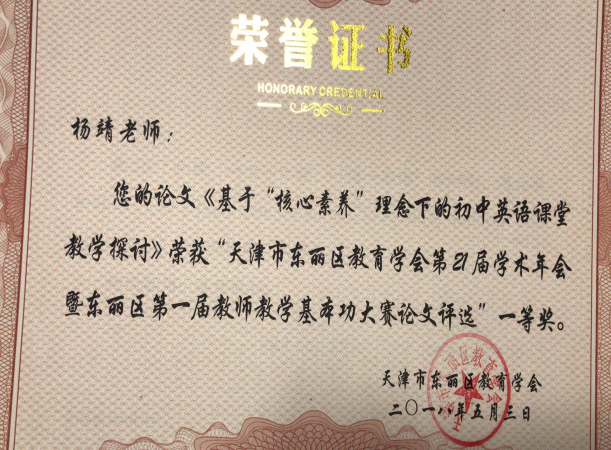 荣誉证书
HONORARY CREDENTIAL
杨靖老师：
您的论文《基于“核心素养”理念下的初中英语课堂
教学探讨》荣获“天津市东丽区教育学会第21届学术年会
暨东丽区第一届教师教学基本功大赛论文评选”一等奖。
天津市东丽区教育学会
二〇一八年五月三日